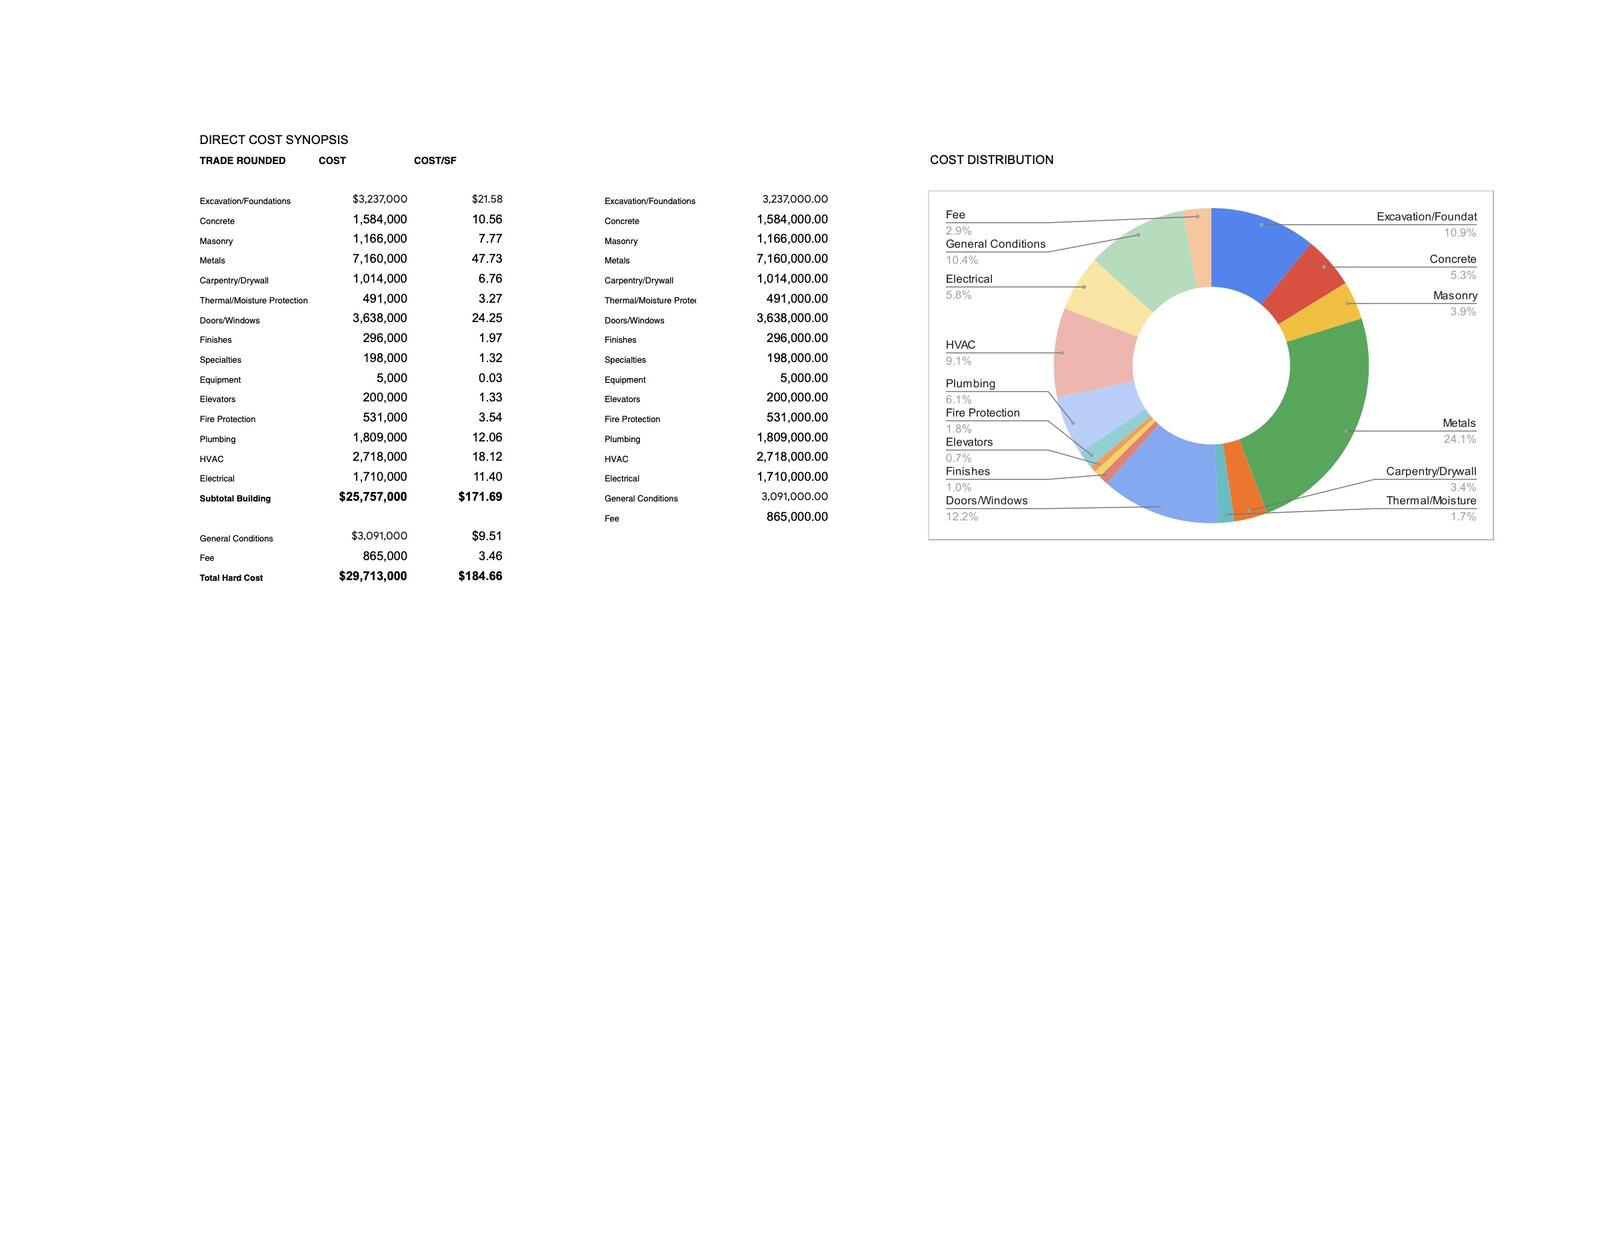 DIRECT COST SYNOPSIS
TRADE ROUNDED COST COST/SF
Excavation/Foundations $3,237,000 $21.58
Concrete 1,584,000 10.56
Masonry 1,166,000 7.77
Metals 7,160,000 47.73
Carpentry/Drywall 1,014,000 6.76
Thermal/Moisture Protection 491,000 3.27
Doors/Windows 3,638,000 24.25
Finishes 296,000 1.97
Specialties 198,000 1.32
Equipment 5,000 0.03
Elevators 200,000 1.33
Fire Protection 531,000 3.54
Plumbing 1,809,000 12.06
HVAC 2,718,000 18.12
Electrical 1,710,000 11.40
Subtotal Building $25,757,000 $171.69
General Conditions $3,091,000 $9.51
Fee 865,000 3.46
Total Hard Cost $29,713,000 $184.66
Excavation/Foundations 3,237,000.00
Concrete 1,584,000.00
Masonry 1,166,000.00
Metals 7,160,000.00
Carpentry/Drywall 1,014,000.00
Thermal/Moisture Protec 491,000.00
Doors/Windows 3,638,000.00
Finishes 296,000.00
Specialties 198,000.00
Equipment 5,000.00
Elevators 200,000.00
Fire Protection 531,000.00
Plumbing 1,809,000.00
HVAC 2,718,000.00
Electrical 1,710,000.00
General Conditions 3,091,000.00
Fee 865,000.00
COST DISTRIBUTION
Fee
2.9%
General Conditions
10.4%
Electrical
5.8%
HVAC
9.1%
Plumbing
6.1%
Fire Protection
1.8%
Elevators
0.7%
Finishes
1.0%
Doors/Windows
12.2%
Excavation/Foundat
10.9%
Concrete
5.3%
Masonry
3.9%
Metals
24.1%
Carpentry/Drywall
3.4%
Thermal/Moisture
1.7%